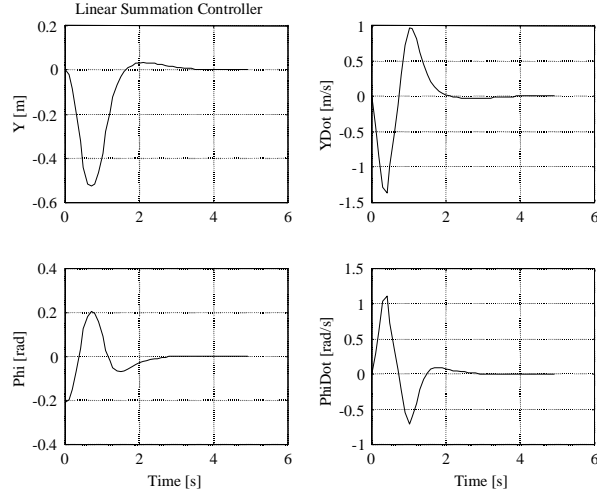 Linear Summation Controller
Y [m]
0.2
0
-0.2
-0.4
-0.6
0 2 4 6
YDot [m/s]
1
0.5
0
-0.5
-1
-1.5
0 2 4 6
Phi [rad]
0.4
0.2
0
-0.2
-0.4
0 2 4 6
Time [s]
PhiDot [rad/s]
1.5
1
0.5
0
-0.5
-1
0 2 4 6
Time [s]